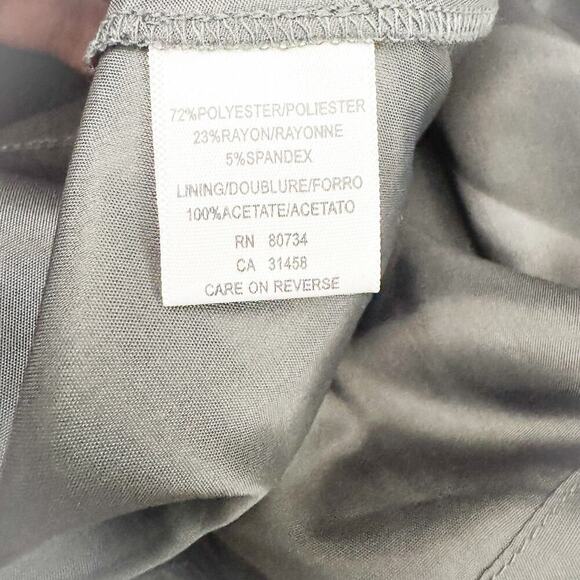 72%POLYESTER/POLIESTER
23%RAYON/RAYONNE
5%SPANDEX
LINING/DOUBLURE/FORRO
100%ACETATE/ACETATO
RN 80734
CA 31458
CARE ON REVERSE